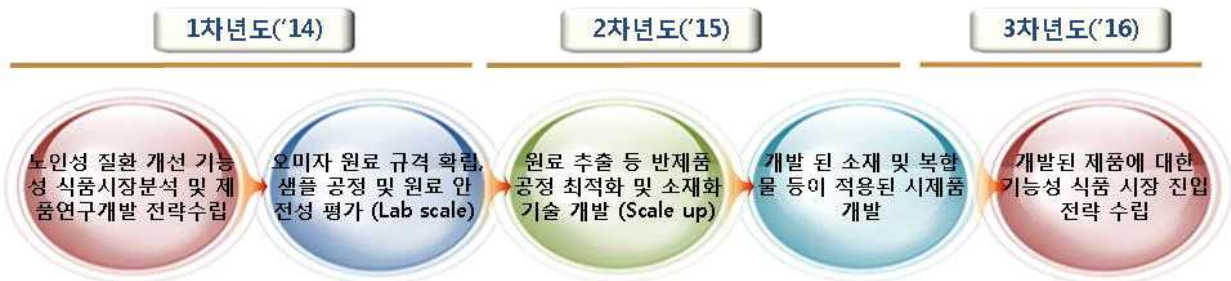 1차년도('14)
2차년도('15)
3차년도('16)
노인성 질환 개선 기능
성 식품시장분석 및 제
품연구개발 전략수립
오미자 원료 규격 확립,
샘플 공정 및 원료 안
전성 평가 (Lab scale)
원료 추출 등 반제품
공정 최적화 및 소재화
기술 개발 (Scale up)
개발 된 소재 및 복합
물 등이 적용된 시제품
개발
개발된 제품에 대한
기능성 식품 시장 진입
전략 수립